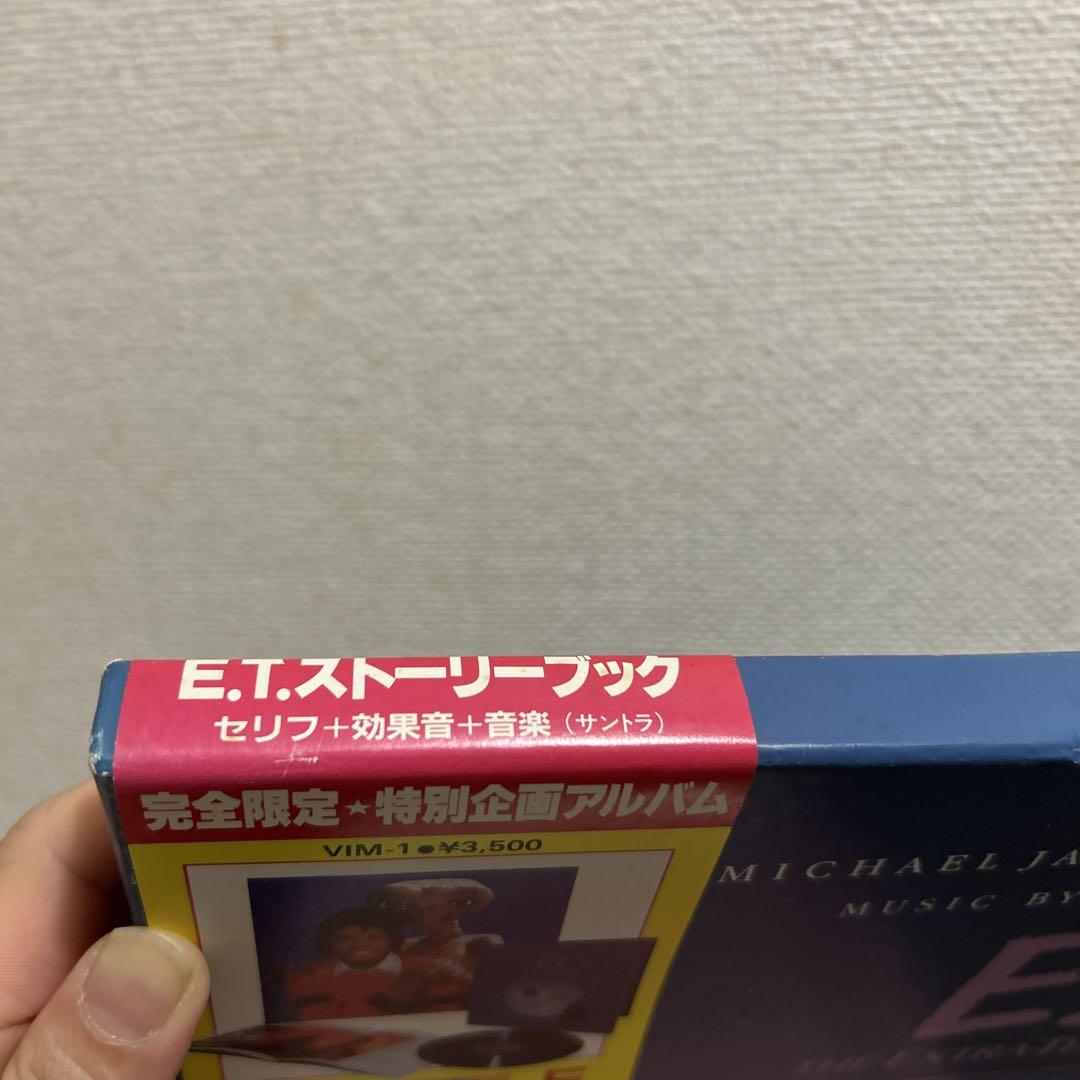 E.T.ストーリーブック
セリフ+効果音+音楽(サントラ)
完全限定★特別企画アルバム
VIM-1●¥3,500
MICHAEL JA
MUSIC BY
E
THE EXTRA-T
E